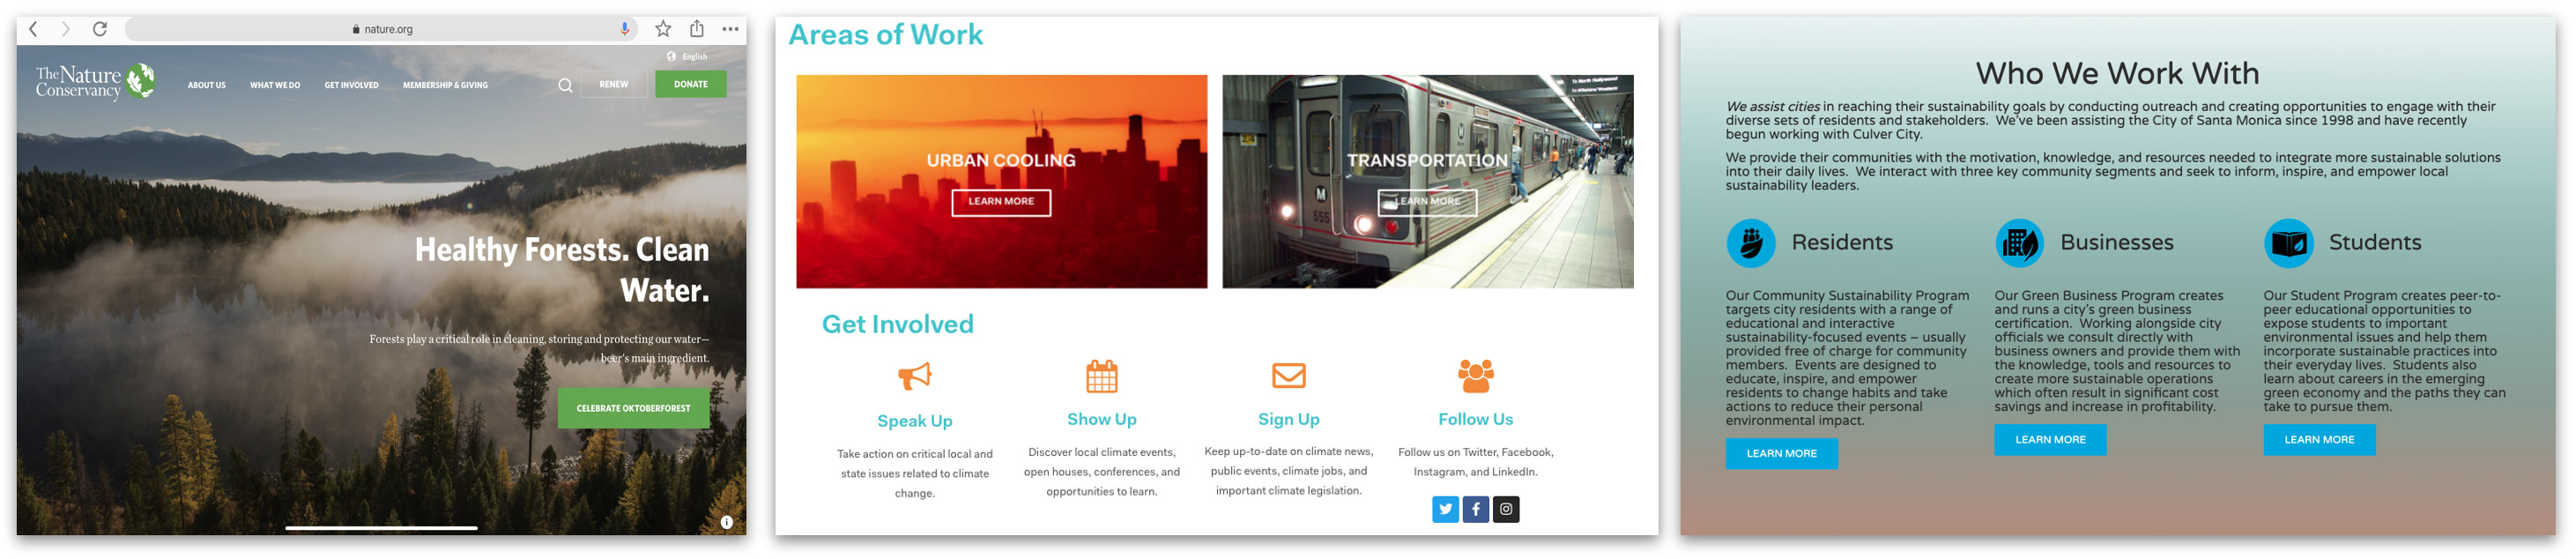 nature.org
English
The Nature
Conservancy
ABOUT US
WHAT WE DO
GET INVOLVED
MEMBERSHIP & GIVING
RENEW
DONATE
Healthy Forests. Clean
Water.
Forests play a critical role in cleaning, storing and protecting our water—
beer's main ingredient.
CELEBRATE OKTOBERFOREST
Areas of Work
URBAN COOLING
LEARN MORE
To North Hollywood
TRANSPORTATION
LEARN MORE
M
555
Get Involved
Speak Up
Take action on critical local and
state issues related to climate
change.
Show Up
Discover local climate events,
open houses, conferences, and
opportunities to learn.
Sign Up
Keep up-to-date on climate news,
public events, climate jobs, and
important climate legislation.
Follow Us
Follow us on Twitter, Facebook,
Instagram, and LinkedIn.
Who We Work With
We assist cities in reaching their sustainability goals by conducting outreach and creating opportunities to engage with their
diverse sets of residents and stakeholders. We've been assisting the City of Santa Monica since 1998 and have recently
begun working with Culver City.
We provide their communities with the motivation, knowledge, and resources needed to integrate more sustainable solutions
into their daily lives. We interact with three key community segments and seek to inform, inspire, and empower local
sustainability leaders.
Residents
Our Community Sustainability Program
targets city residents with a range of
educational and interactive
sustainability-focused events – usually
provided free of charge for community
members. Events are designed to
educate, inspire, and empower
residents to change habits and take
actions to reduce their personal
environmental impact.
LEARN MORE
Businesses
Our Green Business Program creates
and runs a city's green business
certification. Working alongside city
officials we consult directly with
business owners and provide them with
the knowledge, tools and resources to
create more sustainable operations
which often result in significant cost
savings and increase in profitability.
LEARN MORE
Students
Our Student Program creates peer-to-
peer educational opportunities to
expose students to important
environmental issues and help them
incorporate sustainable practices into
their everyday lives. Students also
learn about careers in the emerging
green economy and the paths they can
take to pursue them.
LEARN MORE